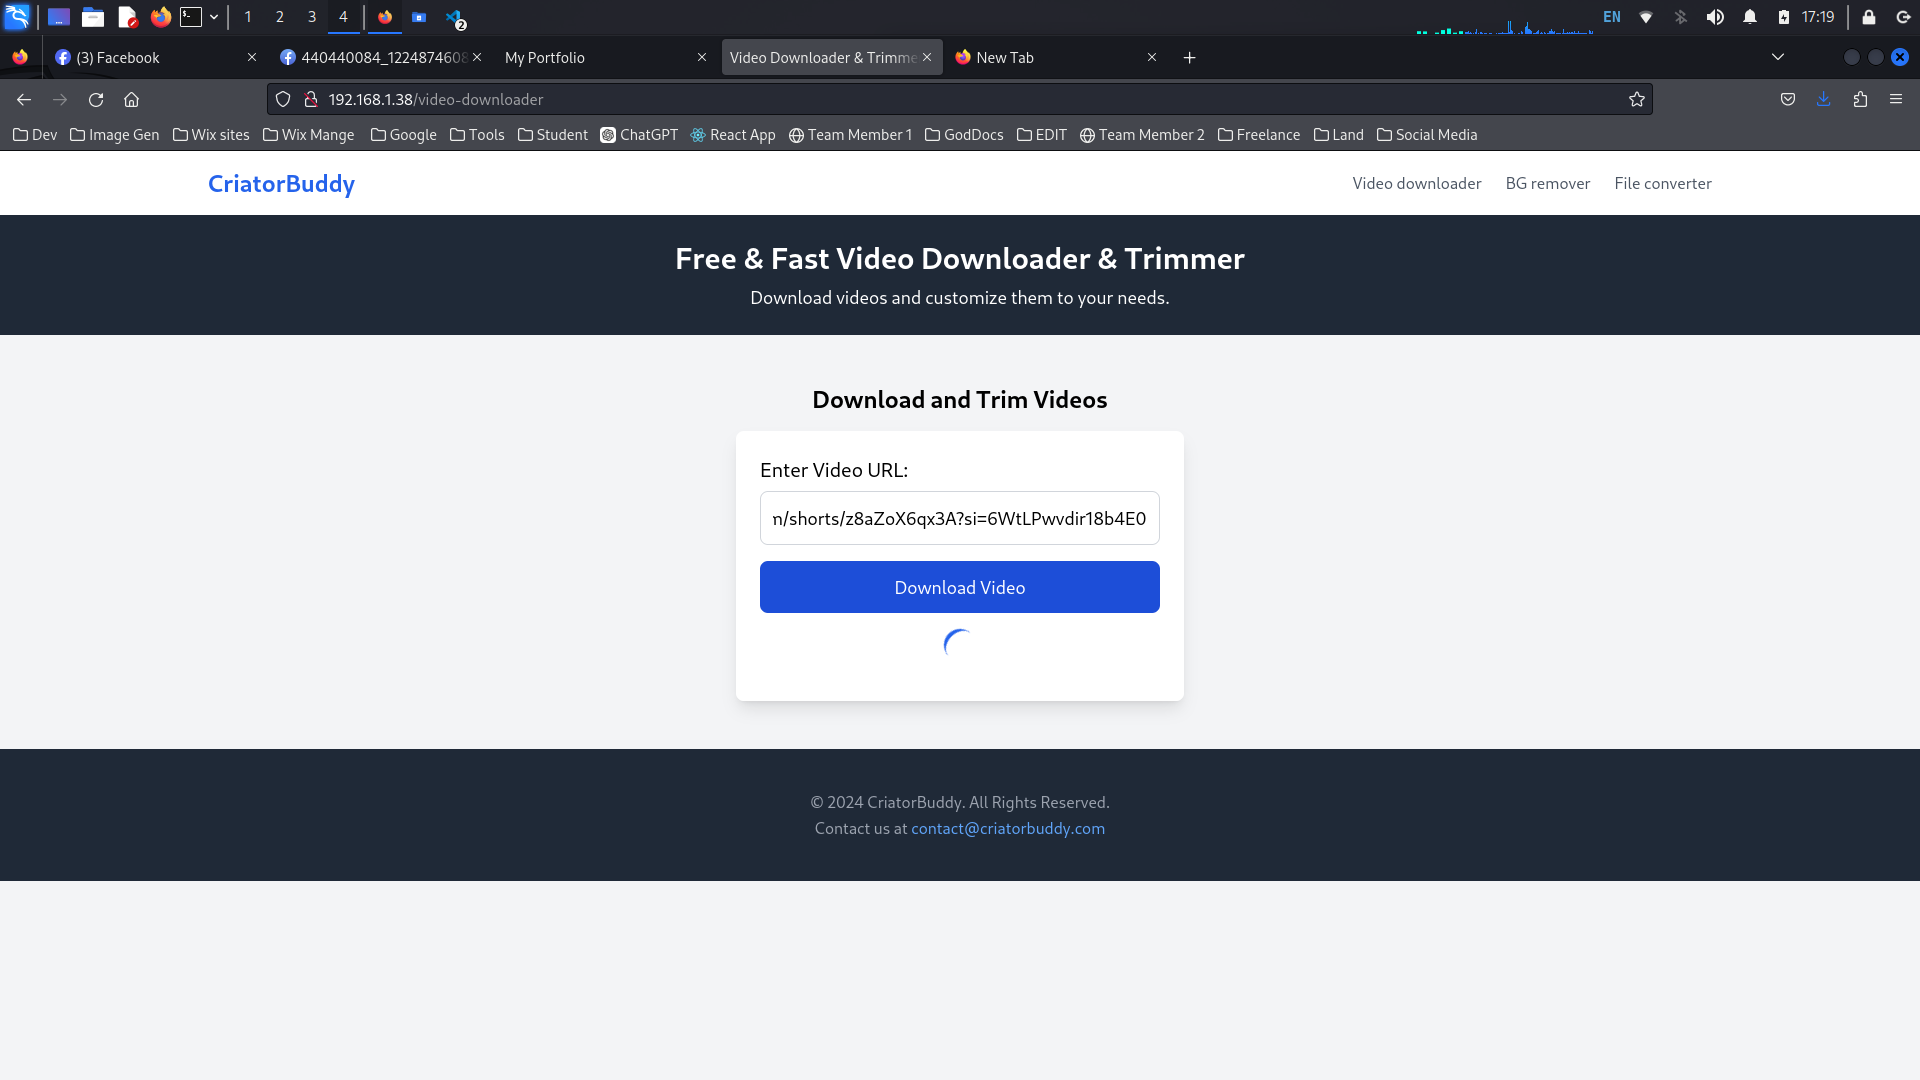 1 2 3 4 2 EN 17:19
(3) Facebook 440440084_1224874608 My Portfolio Video Downloader & Trimme New Tab
192.168.1.38/video-downloader
Dev Image Gen Wix sites Wix Mange Google Tools Student ChatGPT React App Team Member 1 GodDocs EDIT Team Member 2 Freelance Land Social Media
CriatorBuddy Video downloader BG remover File converter
Free & Fast Video Downloader & Trimmer
Download videos and customize them to your needs.
Download and Trim Videos
Enter Video URL:
n/shorts/z8aZoX6qx3A?si=6WtLPwvdir18b4E0
Download Video
© 2024 CriatorBuddy. All Rights Reserved.
Contact us at contact@criatorbuddy.com